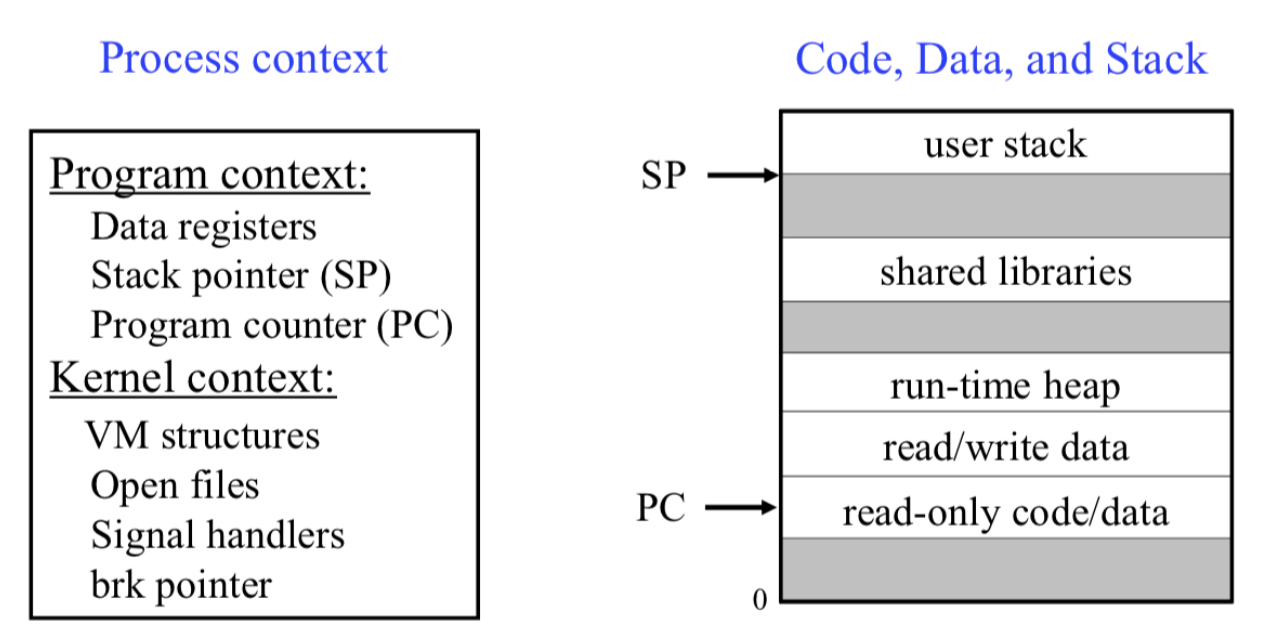 Process context
Program context:
Data registers
Stack pointer (SP)
Program counter (PC)
Kernel context:
VM structures
Open files
Signal handlers
brk pointer
Code, Data, and Stack
user stack
SP
shared libraries
run-time heap
read/write data
PC
read-only code/data
0